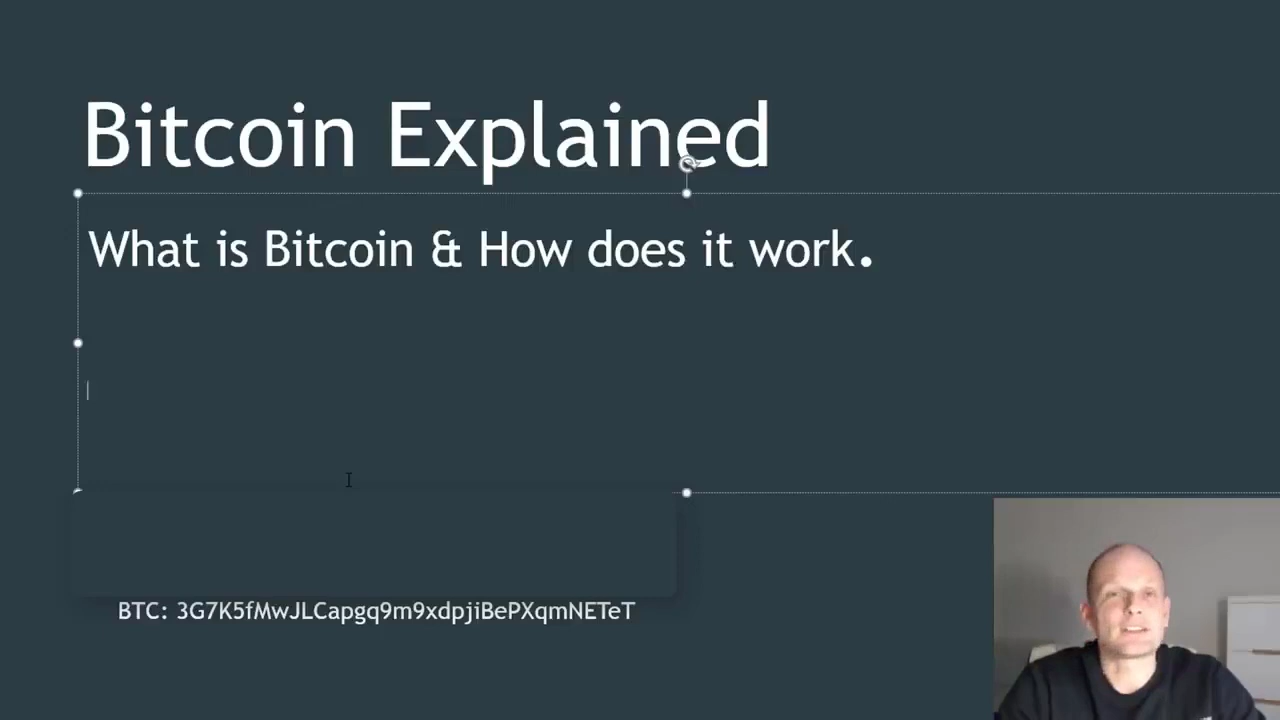 Bitcoin Explained
What is Bitcoin & How does it work.
BTC: 3G7K5fMwJLCapgq9m9xdpjiBePXqmNETeT